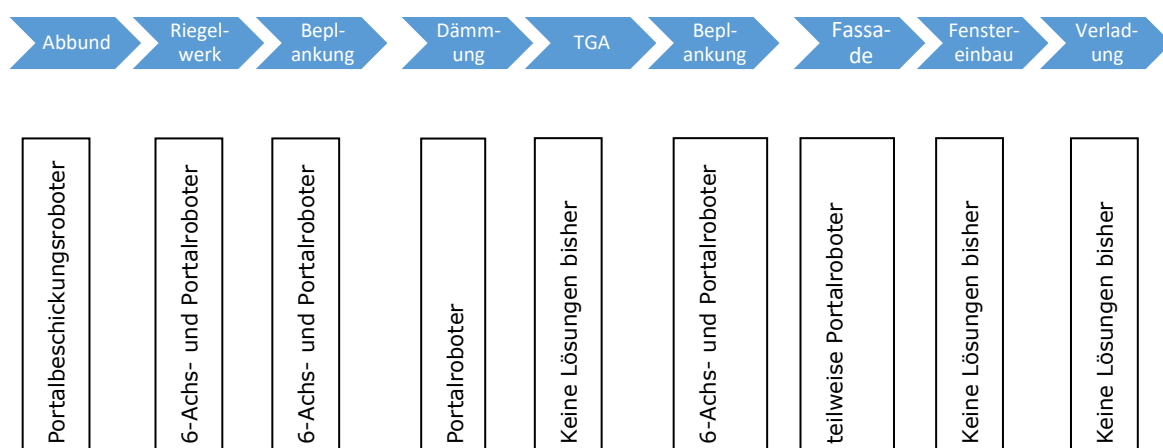 Abbund
Riegel-
werk
Bepl-
ankung
Dämm-
ung
TGA
Bepl-
ankung
Fassa-
de
Fenster-
einbau
Verlad-
ung
Portalbeschickungsroboter
6-Achs- und Portalroboter
6-Achs- und Portalroboter
Portalroboter
Keine Lösungen bisher
6-Achs- und Portalroboter
teilweise Portalroboter
Keine Lösungen bisher
Keine Lösungen bisher